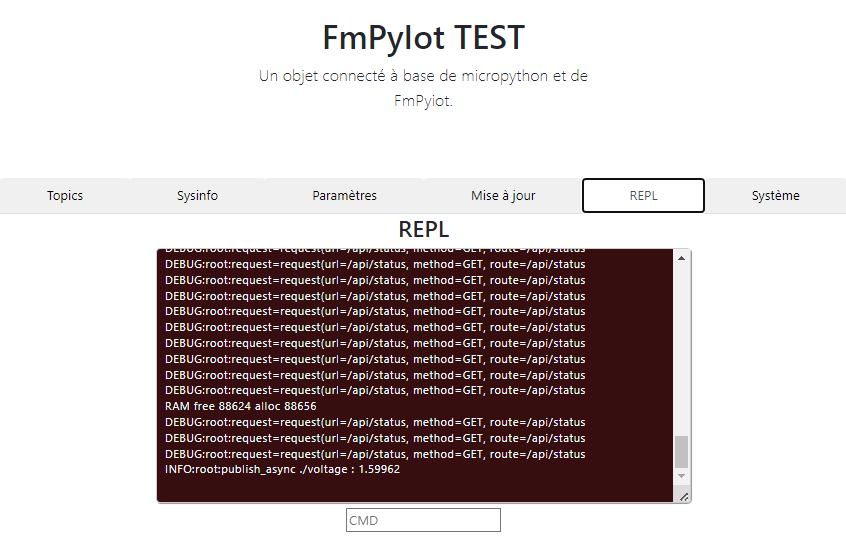 FmPyIot TEST
Un objet connecté à base de micropython et de
FmPyiot.
Topics
Sysinfo
Paramètres
Mise à jour
REPL
Système
REPL
DEBUG:root:request=request(url=/api/status, method=GET, route=/api/status
DEBUG:root:request=request(url=/api/status, method=GET, route=/api/status
DEBUG:root:request=request(url=/api/status, method=GET, route=/api/status
DEBUG:root:request=request(url=/api/status, method=GET, route=/api/status
DEBUG:root:request=request(url=/api/status, method=GET, route=/api/status
DEBUG:root:request=request(url=/api/status, method=GET, route=/api/status
DEBUG:root:request=request(url=/api/status, method=GET, route=/api/status
DEBUG:root:request=request(url=/api/status, method=GET, route=/api/status
DEBUG:root:request=request(url=/api/status, method=GET, route=/api/status
DEBUG:root:request=request(url=/api/status, method=GET, route=/api/status
RAM free 88624 alloc 88656
DEBUG:root:request=request(url=/api/status, method=GET, route=/api/status
DEBUG:root:request=request(url=/api/status, method=GET, route=/api/status
DEBUG:root:request=request(url=/api/status, method=GET, route=/api/status
INFO:root:publish_async ./voltage : 1.59962
CMD